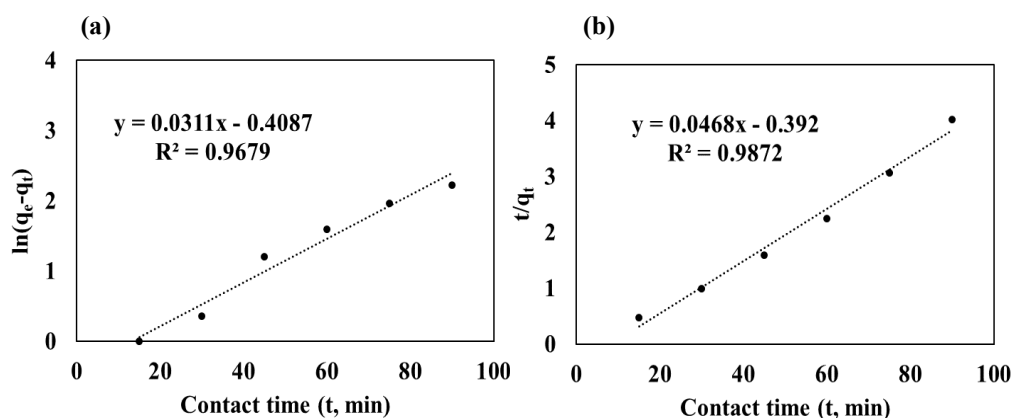 (a)
4
3
2
1
0
0 20 40 60 80 100
ln(qe-qt)
y = 0.0311x - 0.4087
R² = 0.9679
Contact time (t, min)
(b)
5
4
3
2
1
0
0 20 40 60 80 100
t/qt
y = 0.0468x - 0.392
R² = 0.9872
Contact time (t, min)